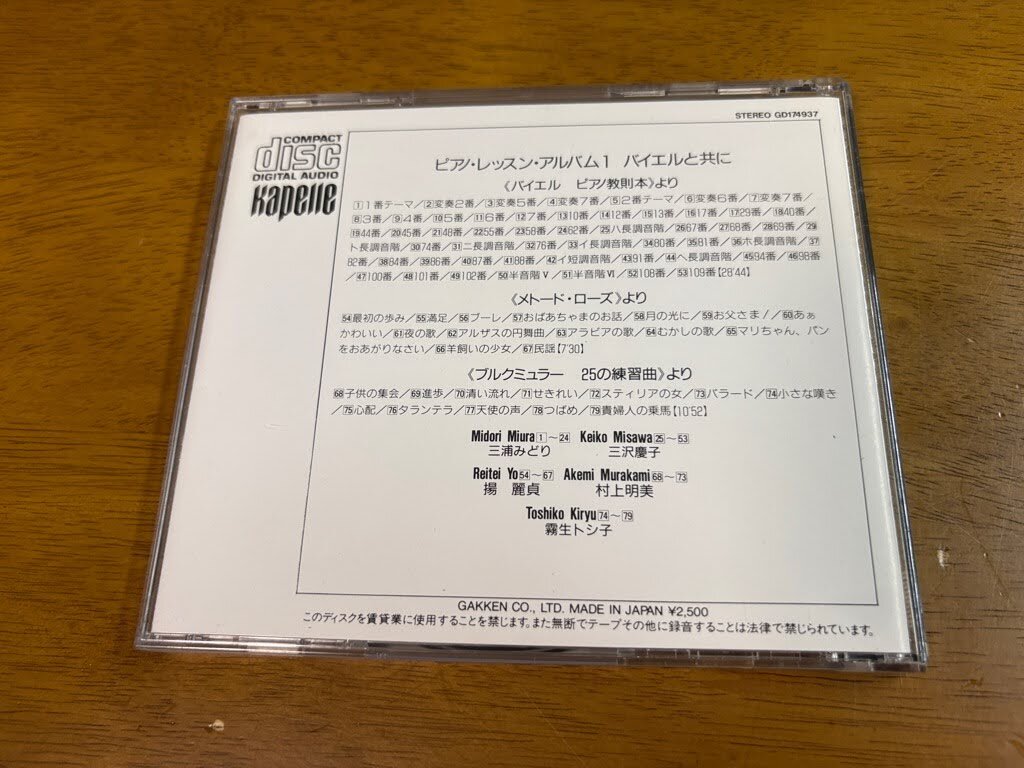 STEREO GD174937
COMPACT
disc
DIGITAL AUDIO
Kapelle
ピアノ・レッスン・アルバム1 バイエルと共に
《バイエル ピアノ教則本》より
1 1番テーマ/2 変奏2番/3 変奏5番/4 変奏7番/5 2番テーマ/6 変奏6番/7 変奏7番/
8 3番/9 4番/10 5番/11 6番/12 7番/13 10番/14 12番/15 13番/16 17番/17 29番/18 40番/
19 44番/20 45番/21 48番/22 55番/23 58番/24 62番/25 ハ長調音階/26 67番/27 68番/28 69番/29
ト長調音階/30 74番/31 ニ長調音階/32 76番/33 イ長調音階/34 80番/35 81番/36 ホ長調音階/37
82番/38 84番/39 86番/40 87番/41 88番/42 イ短調音階/43 91番/44 ヘ長調音階/45 94番/46 98番
/47 100番/48 101番/49 102番/50 半音階Ⅴ/51 半音階Ⅵ/52 108番/53 109番【28'44】
《メトード・ローズ》より
54 最初の歩み/55 満足/56 ブーレ/57 おばあちゃまのお話/58 月の光に/59 お父さま!/60 あぁ
かわいい/61 夜の歌/62 アルザスの円舞曲/63 アラビアの歌/64 むかしの歌/65 マリちゃん、パン
をおあがりなさい/66 羊飼いの少女/67 民謡【7'30】
《ブルクミュラー 25の練習曲》より
68 子供の集会/69 進歩/70 清い流れ/71 せきれい/72 スティリアの女/73 バラード/74 小さな嘆き
/75 心配/76 タランテラ/77 天使の声/78 つばめ/79 貴婦人の乗馬【10'52】
Midori Miura 1～24 Keiko Misawa 25～53
三浦みどり 三沢慶子
Reitei Yo 54～67 Akemi Murakami 68～73
揚 麗貞 村上明美
Toshiko Kiryu 74～79
霧生トシ子
GAKKEN CO., LTD. MADE IN JAPAN ¥2,500
このディスクを賃貸業に使用することを禁じます。また無断でテープその他に録音することは法律で禁じられています。